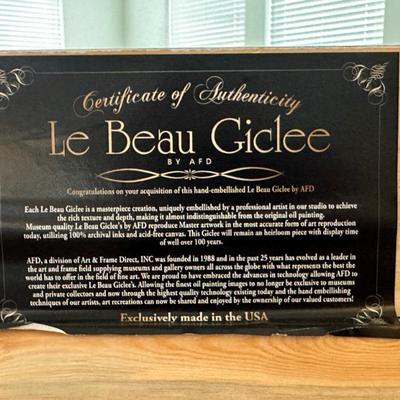 Certificate of Authenticity
Le Beau Giclee
BY AFD
Congratulations on your acquisition of this hand-embellished Le Beau Giclee by AFD
Each Le Beau Giclee is a masterpiece creation, uniquely embellished by a professional artist in our studio to achieve
the rich texture and depth, making it almost indistinguishable from the original oil painting.
Museum quality Le Beau Giclee's by AFD reproduce Master artwork in the most accurate form of art reproduction
today, utilizing 100% archival inks and acid-free canvas. This Giclee will remain an heirloom piece with display time
of well over 100 years.
AFD, a division of Art & Frame Direct, INC was founded in 1988 and in the past 25 years has evolved as a leader in
the art and frame field supplying museums and gallery owners all across the globe with what represents the best the
world has to offer in the field of fine art. We are proud to have embraced the advances in technology allowing AFD to
create their exclusive Le Beau Giclee's. Allowing the finest oil painting images to no longer be exclusive to museums
and private collectors and now through the highest quality technology existing today and the hand embellishing
techniques of our artists, art recreations can now be shared and enjoyed by the ownership of our valued customers!
Exclusively made in the USA